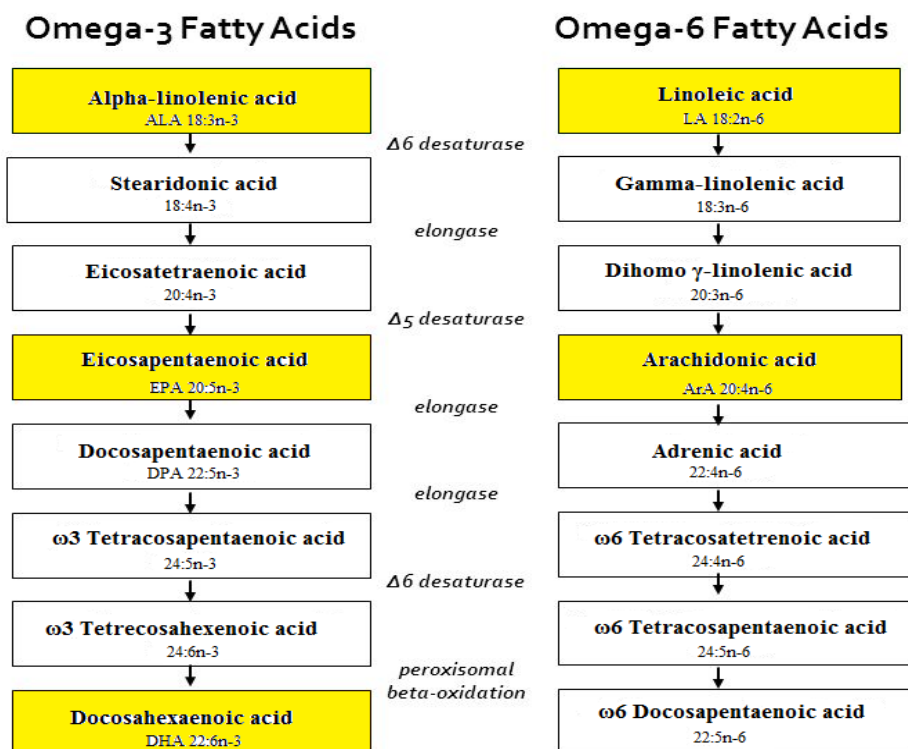 Omega-3 Fatty Acids
Omega-6 Fatty Acids
Alpha-linolenic acid
ALA 18:3n-3
Linoleic acid
LA 18:2n-6
Δ6 desaturase
Stearidonic acid
18:4n-3
Gamma-linolenic acid
18:3n-6
elongase
Eicosatetraenoic acid
20:4n-3
Dihomo γ-linolenic acid
20:3n-6
Δ5 desaturase
Eicosapentaenoic acid
EPA 20:5n-3
Arachidonic acid
ArA 20:4n-6
elongase
Docosapentaenoic acid
DPA 22:5n-3
Adrenic acid
22:4n-6
elongase
ω3 Tetracosapentaenoic acid
24:5n-3
ω6 Tetracosatetrenoic acid
24:4n-6
Δ6 desaturase
ω3 Tetrecosahexenoic acid
24:6n-3
ω6 Tetracosapentaenoic acid
24:5n-6
peroxisomal
beta-oxidation
Docosahexaenoic acid
DHA 22:6n-3
ω6 Docosapentaenoic acid
22:5n-6